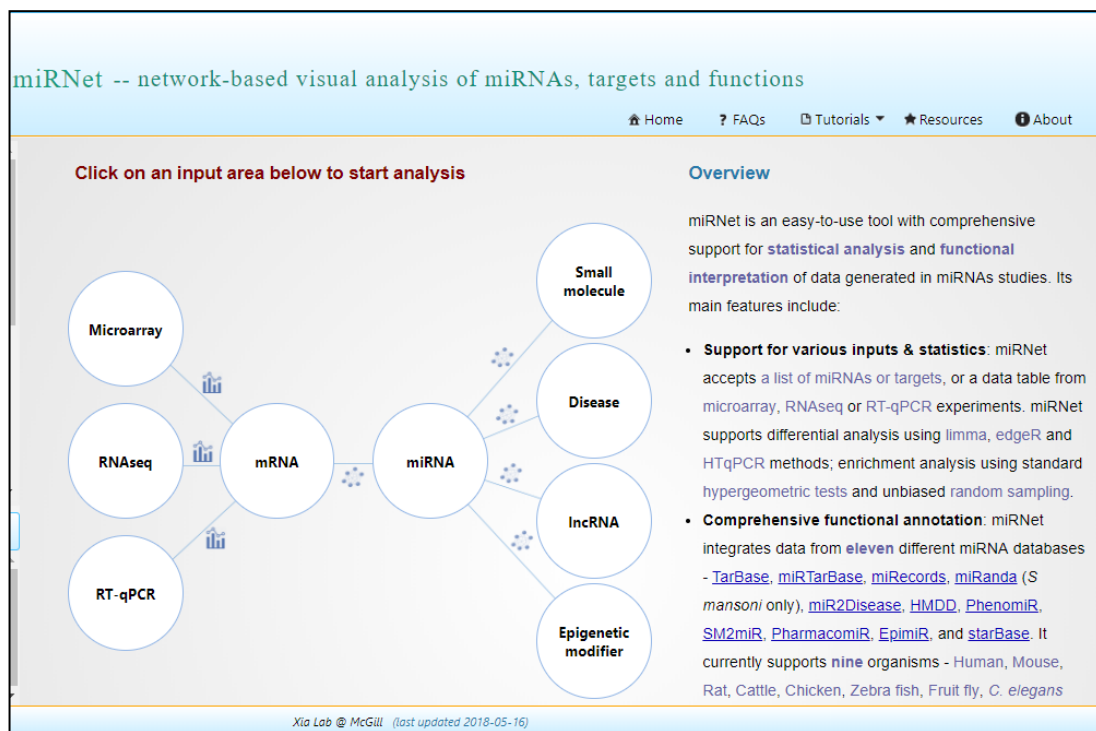 miRNet -- network-based visual analysis of miRNAs, targets and functions
Home
? FAQs
Tutorials
Resources
About
Click on an input area below to start analysis
Microarray
RNAseq
RT-qPCR
mRNA
miRNA
Small
molecule
Disease
lncRNA
Epigenetic
modifier
Overview
miRNet is an easy-to-use tool with comprehensive
support for statistical analysis and functional
interpretation of data generated in miRNAs studies. Its
main features include:
• Support for various inputs & statistics: miRNet
accepts a list of miRNAs or targets, or a data table from
microarray, RNAseq or RT-qPCR experiments. miRNet
supports differential analysis using limma, edgeR and
HTqPCR methods; enrichment analysis using standard
hypergeometric tests and unbiased random sampling.
• Comprehensive functional annotation: miRNet
integrates data from eleven different miRNA databases
- TarBase, miRTarBase, miRecords, miRanda (S
mansoni only), miR2Disease, HMDD, PhenomiR,
SM2miR, PharmacomiR, EpimiR, and starBase. It
currently supports nine organisms - Human, Mouse,
Rat, Cattle, Chicken, Zebra fish, Fruit fly, C. elegans
Xia Lab @ McGill (last updated 2018-05-16)